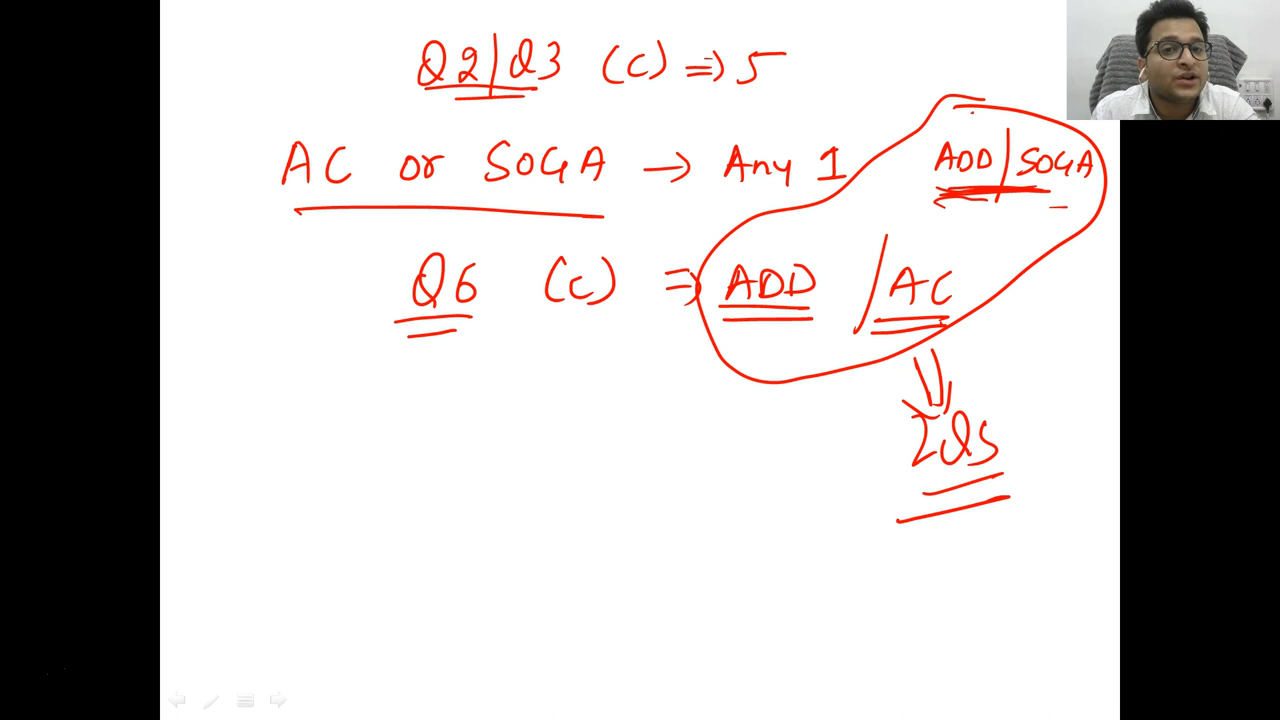 Q2|Q3 (C) ⇒ 5
AC or SOGA → Any 1
ADD/SOGA
Q6 (C) ⇒ ADD / AC
2Qs